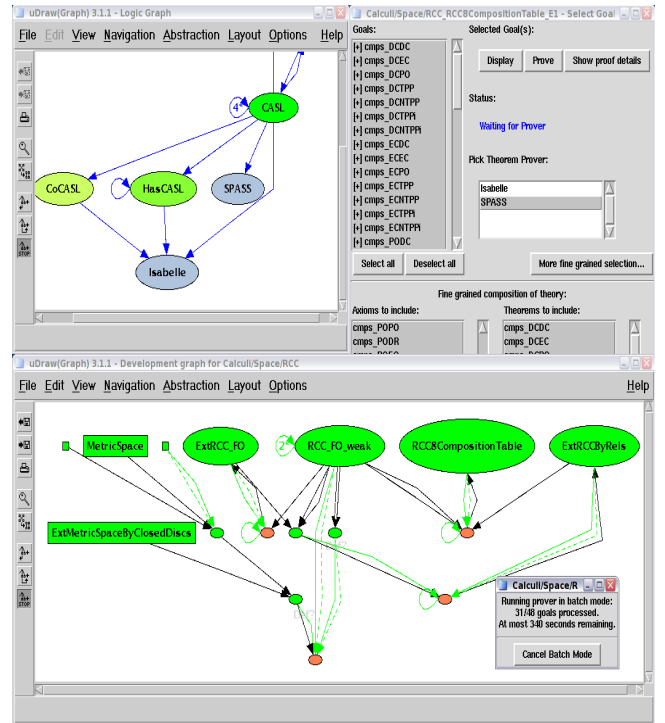 uDraw(Graph) 3.1.1 - Logic Graph
File Edit View Navigation Abstraction Layout Options Help
4*
CASL
CoCASL
HasCASL
SPASS
Isabelle
Calculi/Space/RCC_RCC8CompositionTable_E1 - Select Goal
Goals:
[+] cmps_DCDC
[+] cmps_DCEC
[+] cmps_DCPO
[+] cmps_DCTPP
[+] cmps_DCNTPP
[+] cmps_DCTPPi
[+] cmps_DCNTPPi
[+] cmps_ECDC
[+] cmps_ECEC
[+] cmps_ECPO
[+] cmps_ECTPP
[+] cmps_ECNTPP
[+] cmps_ECTPPi
[+] cmps_ECNTPPi
[+] cmps_PODC
Select all Deselect all
Selected Goal(s):
Display Prove Show proof details
Status:
Waiting for Prover
Pick Theorem Prover:
Isabelle
SPASS
More fine grained selection...
Fine grained composition of theory:
Axioms to include:
cmps_POPO
cmps_PODR
Theorems to include:
cmps_DCDC
cmps_DCEC
uDraw(Graph) 3.1.1 - Development graph for Calculi/Space/RCC
File Edit View Navigation Abstraction Layout Options Help
MetricSpace
ExtRCC_FO
2*
RCC_FO_weak
RCC8CompositionTable
ExtRCCByRels
ExtMetricSpaceByClosedDiscs
Calculi/Space/R
Running prover in batch mode:
31/48 goals processed.
At most 340 seconds remaining.
Cancel Batch Mode